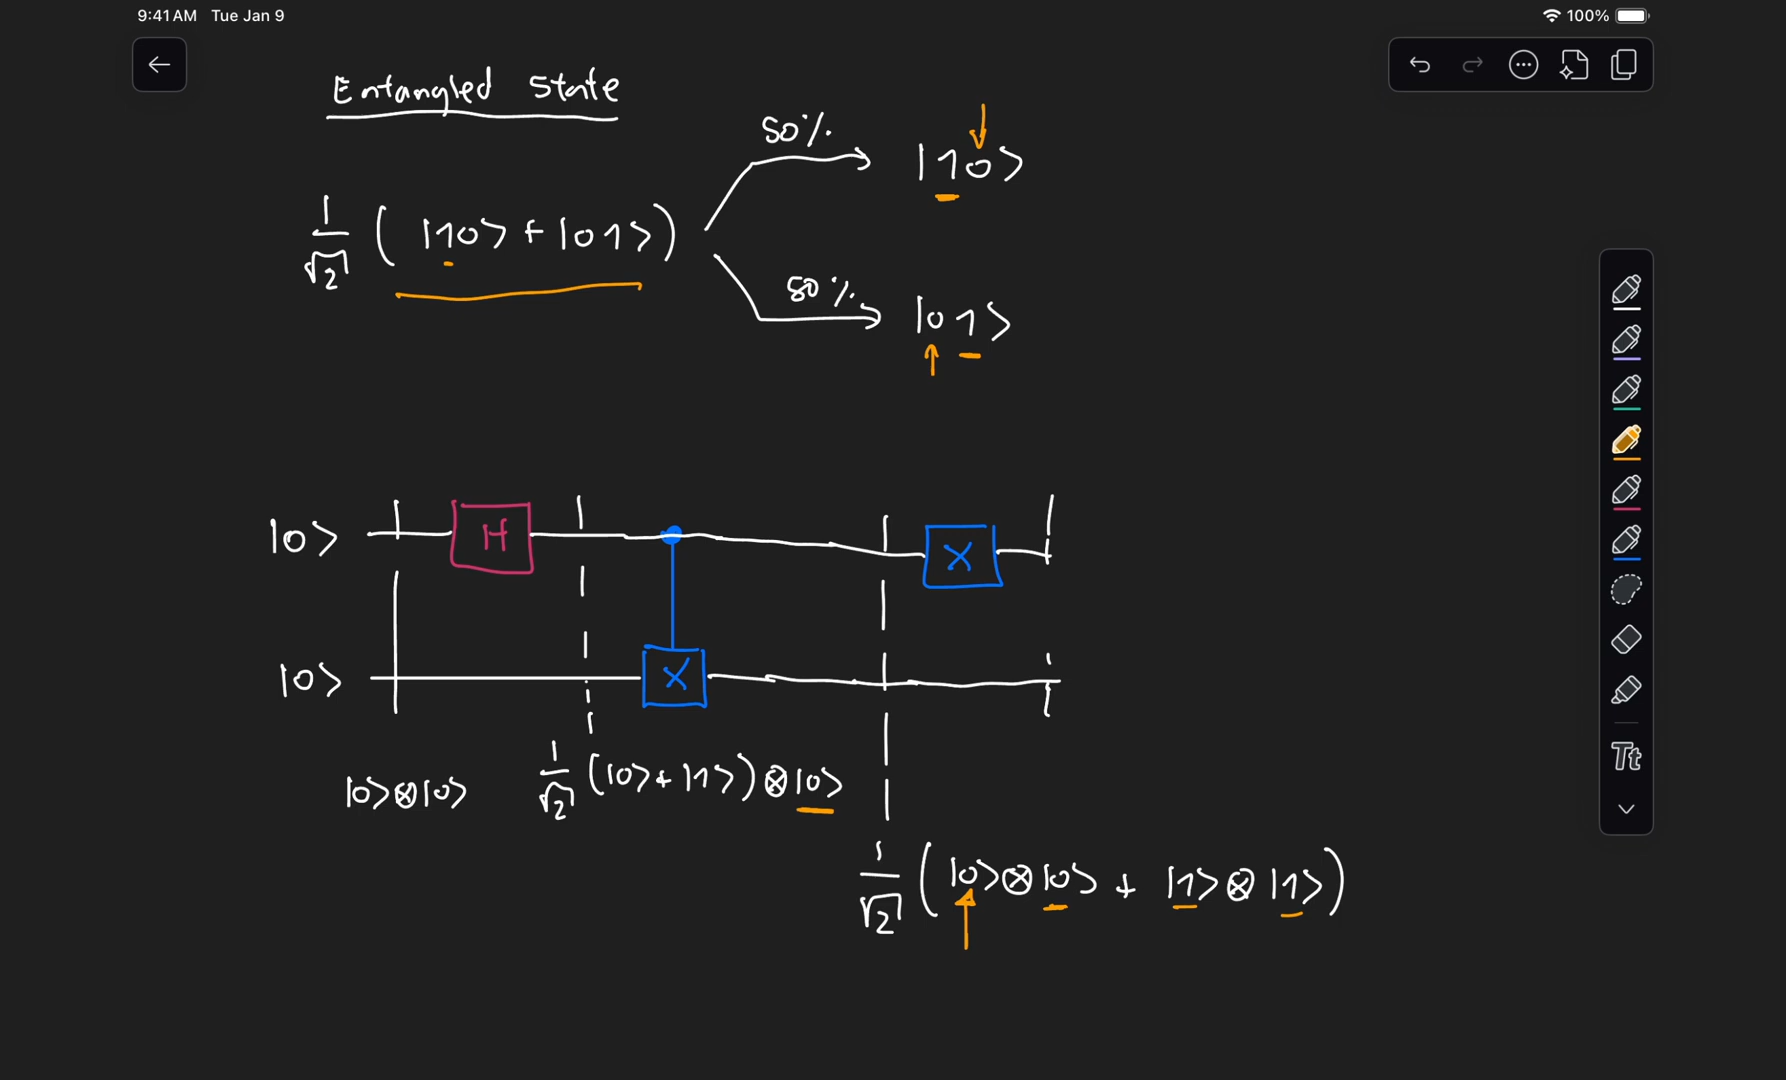 9:41 AM Tue Jan 9
100%
Entangled State
50%
|10>
1/√2 (|10> + |01>)
50%
|01>
|0> H X
|0> X
|0>⊗|0>
1/√2 (|0> + |1>) ⊗ |0>
1/√2 (|0>⊗|0> + |1>⊗|1>)
Tt